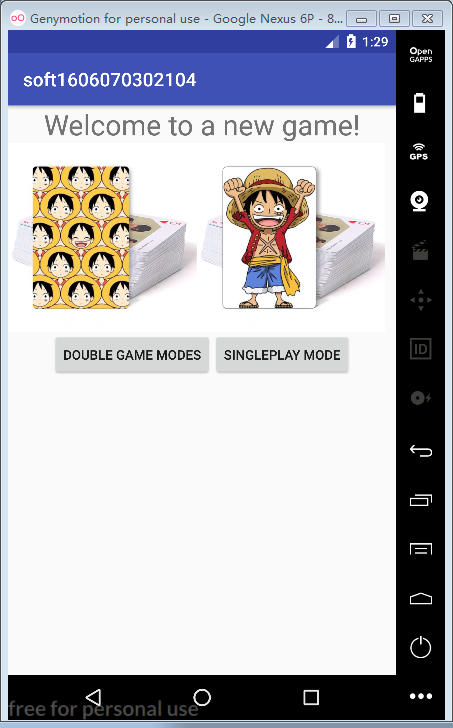 Genymotion for personal use - Google Nexus 6P - 8...
1:29
Open
GAPPS
soft1606070302104
GPS
Welcome to a new game!
DOUBLE GAME MODES
SINGLEPLAY MODE
ID
free for personal use